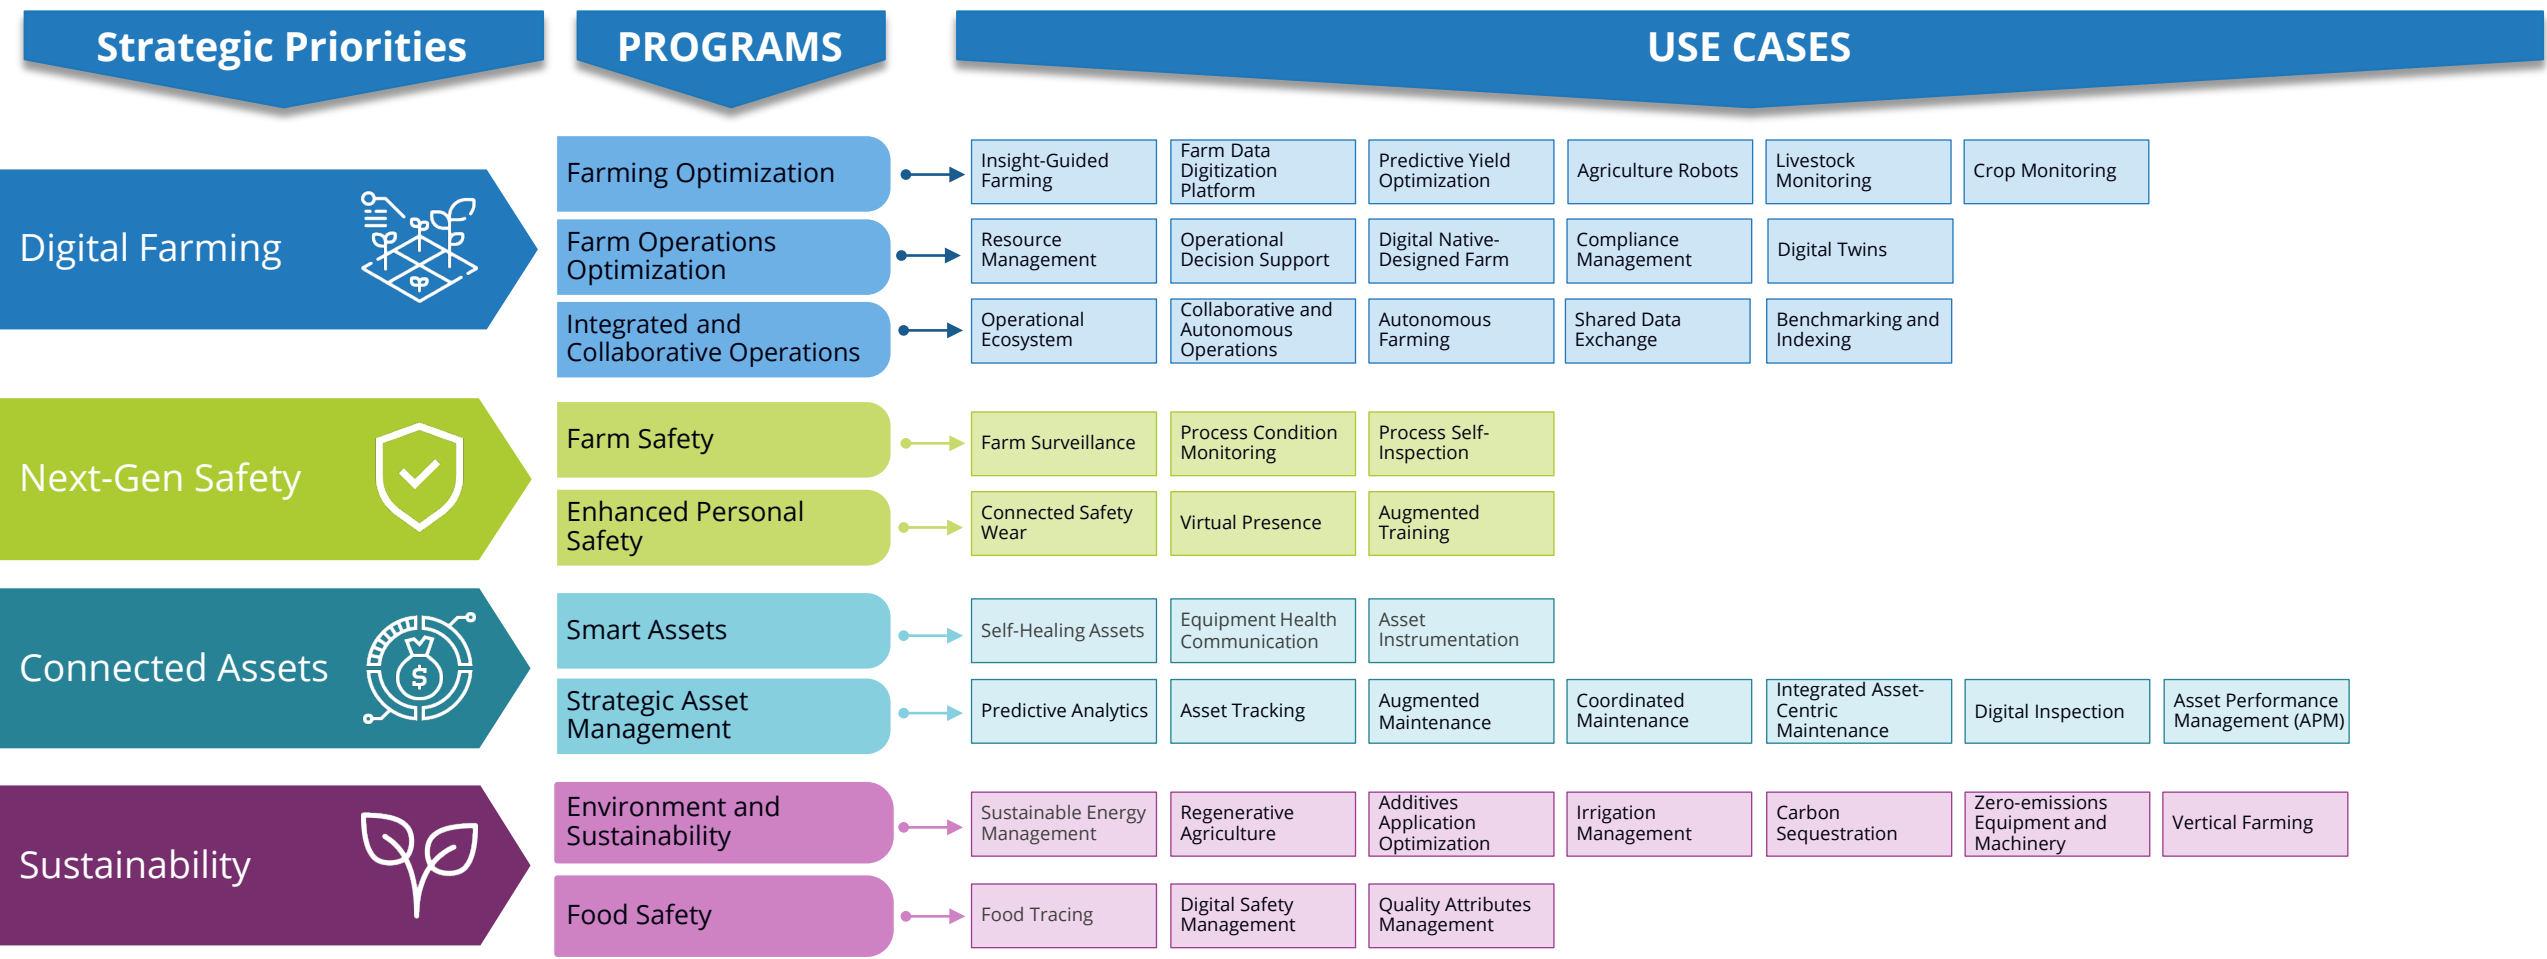 Strategic Priorities
PROGRAMS
USE CASES
Digital Farming
Farming Optimization
Insight-Guided
Farming
Farm Data
Digitization
Platform
Predictive Yield
Optimization
Agriculture Robots
Livestock
Monitoring
Crop Monitoring
Farm Operations
Optimization
Resource
Management
Operational
Decision Support
Digital Native-
Designed Farm
Compliance
Management
Digital Twins
Integrated and
Collaborative Operations
Operational
Ecosystem
Collaborative and
Autonomous
Operations
Autonomous
Farming
Shared Data
Exchange
Benchmarking and
Indexing
Next-Gen Safety
Farm Safety
Farm Surveillance
Process Condition
Monitoring
Process Self-
Inspection
Enhanced Personal
Safety
Connected Safety
Wear
Virtual Presence
Augmented
Training
Connected Assets
$
Smart Assets
Self-Healing Assets
Equipment Health
Communication
Asset
Instrumentation
Strategic Asset
Management
Predictive Analytics
Asset Tracking
Augmented
Maintenance
Coordinated
Maintenance
Integrated Asset-
Centric
Maintenance
Digital Inspection
Asset Performance
Management (APM)
Sustainability
Environment and
Sustainability
Sustainable Energy
Management
Regenerative
Agriculture
Additives
Application
Optimization
Irrigation
Management
Carbon
Sequestration
Zero-emissions
Equipment and
Machinery
Vertical Farming
Food Safety
Food Tracing
Digital Safety
Management
Quality Attributes
Management